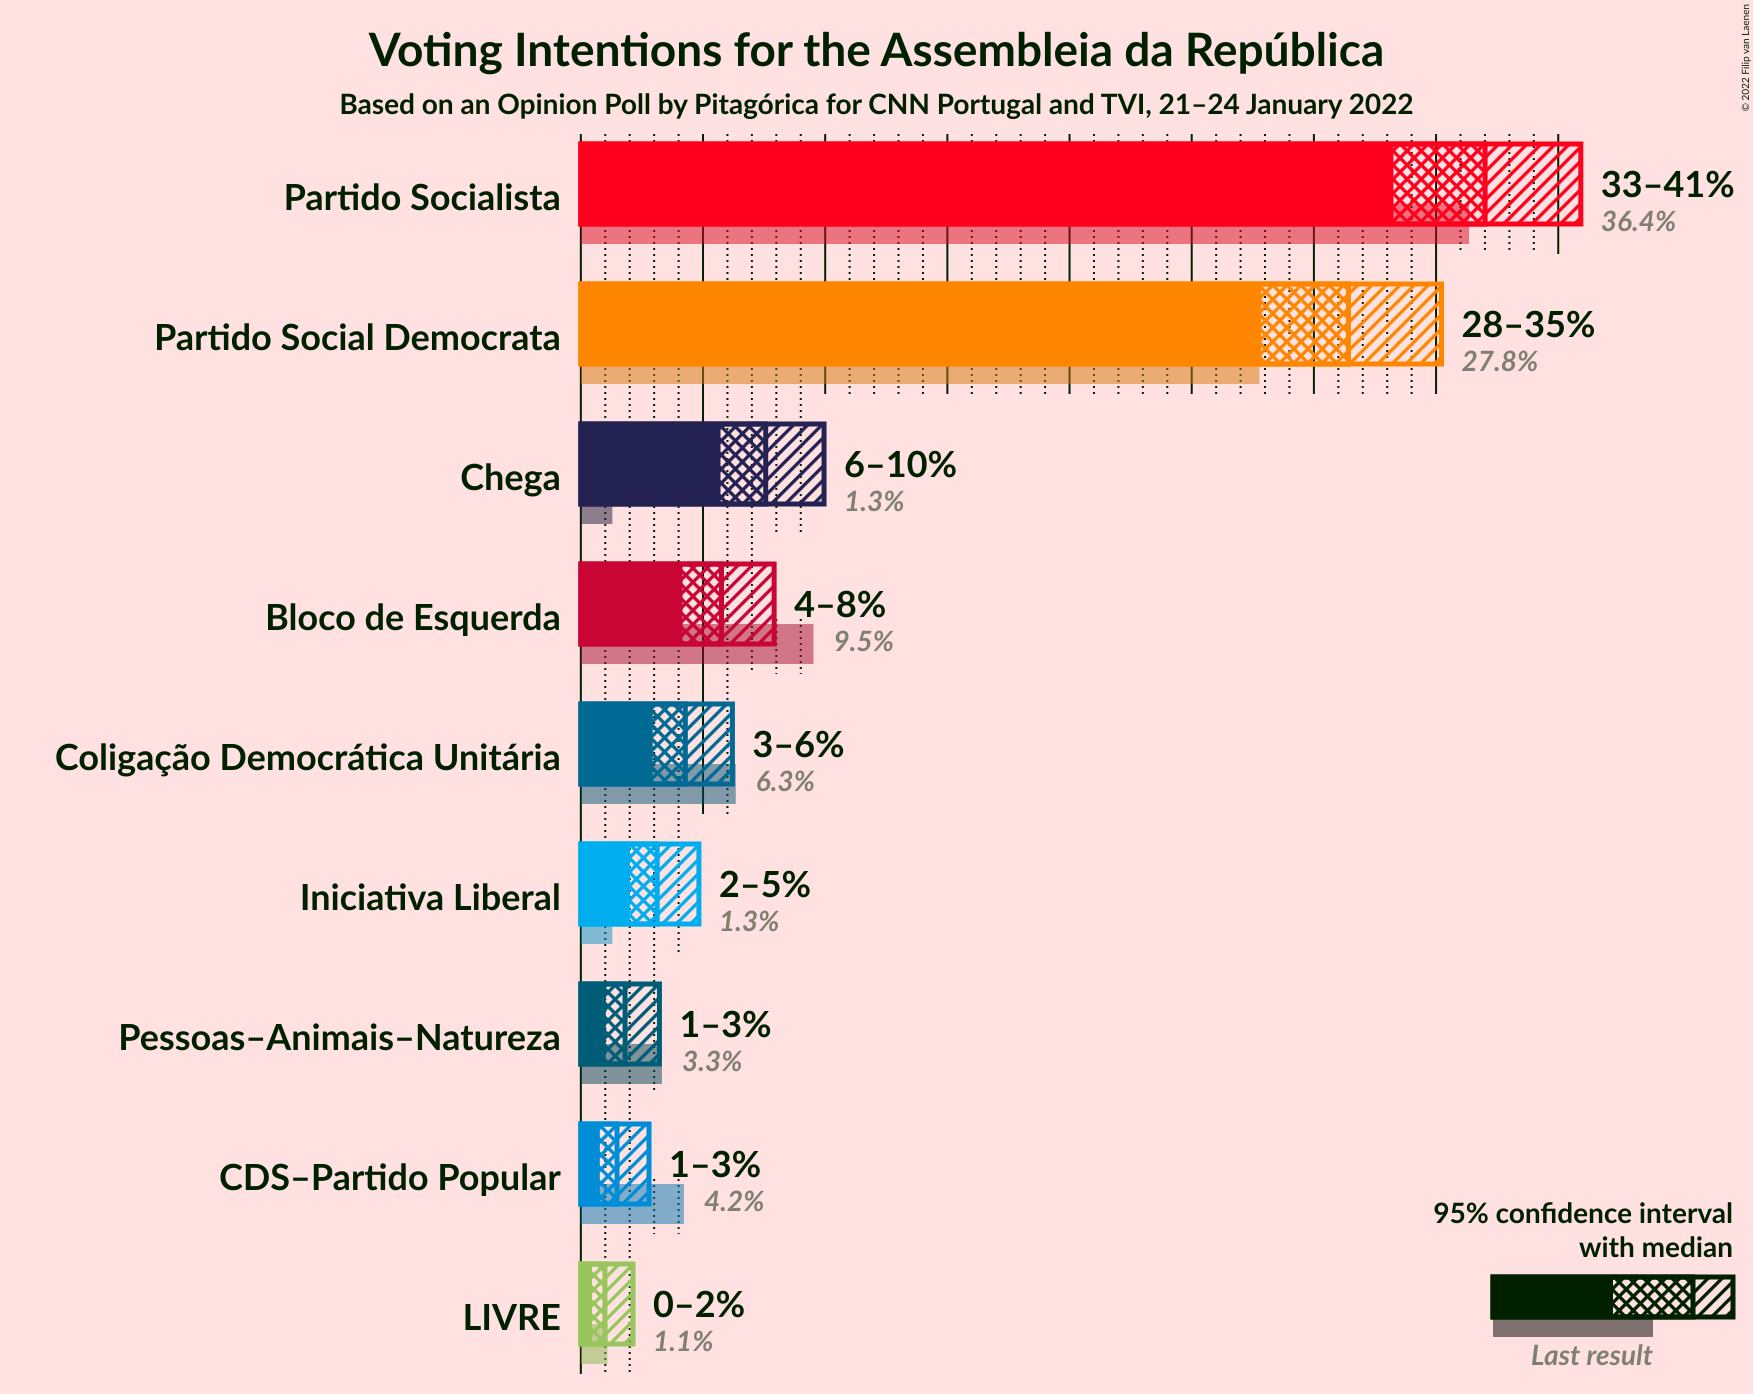 Voting Intentions for the Assembleia da República
Based on an Opinion Poll by Pitagórica for CNN Portugal and TVI, 21–24 January 2022
© 2022 Filip van Laenen
Partido Socialista
33–41%
36.4%
Partido Social Democrata
28–35%
27.8%
Chega
6–10%
1.3%
Bloco de Esquerda
4–8%
9.5%
Coligação Democrática Unitária
3–6%
6.3%
Iniciativa Liberal
2–5%
1.3%
Pessoas–Animais–Natureza
1–3%
3.3%
CDS–Partido Popular
1–3%
4.2%
LIVRE
0–2%
1.1%
95% confidence interval
with median
Last result